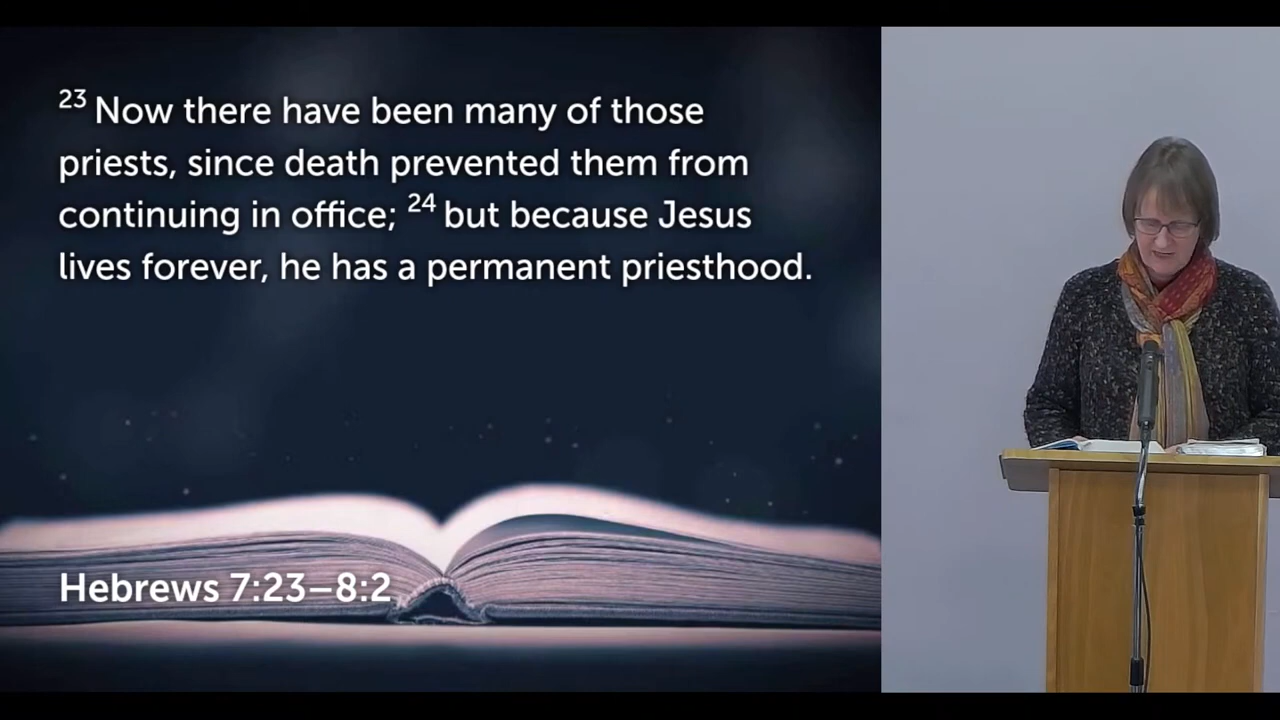 23 Now there have been many of those
priests, since death prevented them from
continuing in office; 24 but because Jesus
lives forever, he has a permanent priesthood.
Hebrews 7:23–8:2